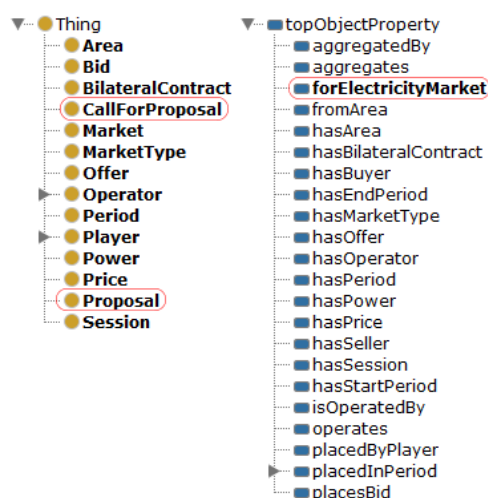 Thing
Area
Bid
BilateralContract
CallForProposal
Market
MarketType
Offer
Operator
Period
Player
Power
Price
Proposal
Session
topObjectProperty
aggregatedBy
aggregates
forElectricityMarket
fromArea
hasArea
hasBilateralContract
hasBuyer
hasEndPeriod
hasMarketType
hasOffer
hasOperator
hasPeriod
hasPower
hasPrice
hasSeller
hasSession
hasStartPeriod
isOperatedBy
operates
placedByPlayer
placedInPeriod
placesBid